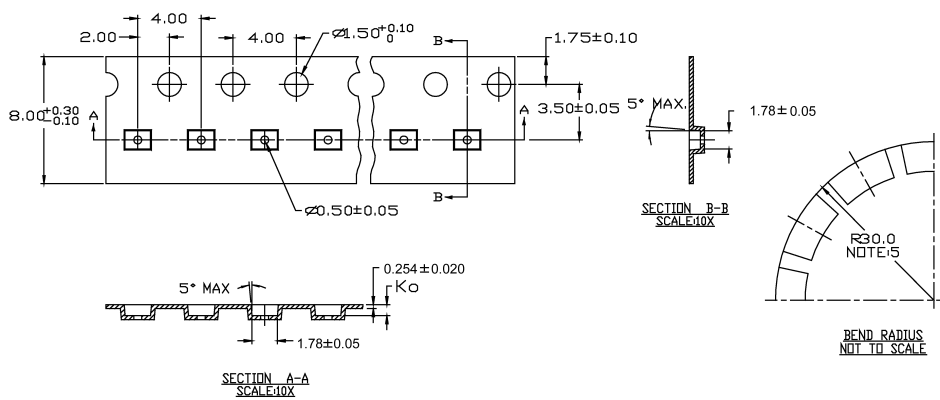 4.00
2.00
4.00
⌀1.50 +0.10 0
B
1.75±0.10
8.00 +0.30 -0.10
A
A
3.50±0.05
5° MAX.
1.78±0.05
B
⌀0.50±0.05
SECTION B-B
SCALE:10X
R30.0
NOTE:5
5° MAX
0.254±0.020
Ko
1.78±0.05
BEND RADIUS
NOT TO SCALE
SECTION A-A
SCALE:10X